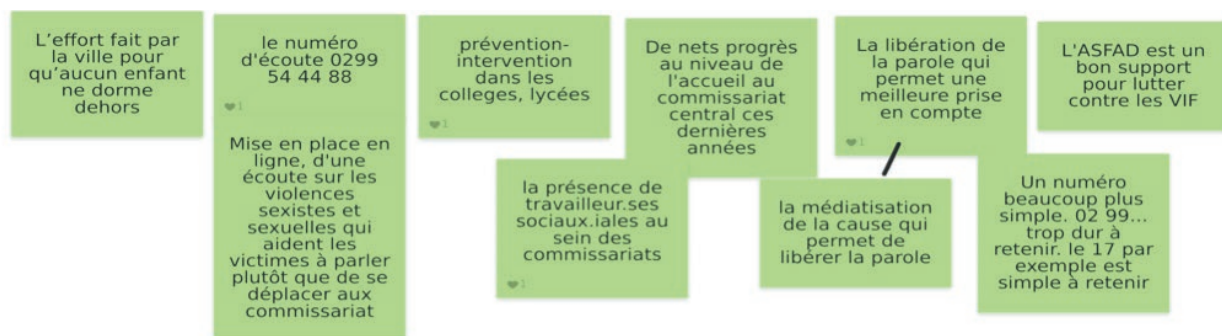 L’effort fait par
la ville pour
qu’aucun enfant
ne dorme
dehors
le numéro
d'écoute 0299
54 44 88
1
Mise en place en
ligne, d'une
écoute sur les
violences
sexistes et
sexuelles qui
aident les
victimes à parler
plutôt que de se
déplacer aux
commissariat
prévention-
intervention
dans les
colleges, lycées
1
la présence de
travailleur.ses
sociaux.iales au
sein des
commissariats
1
De nets progrès
au niveau de
l'accueil au
commissariat
central ces
dernières
années
La libération de
la parole qui
permet une
meilleure prise
en compte
1
la médiatisation
de la cause qui
permet de
libérer la parole
L'ASFAD est un
bon support
pour lutter
contre les VIF
Un numéro
beaucoup plus
simple. 02 99...
trop dur à
retenir. le 17 par
exemple est
simple à retenir